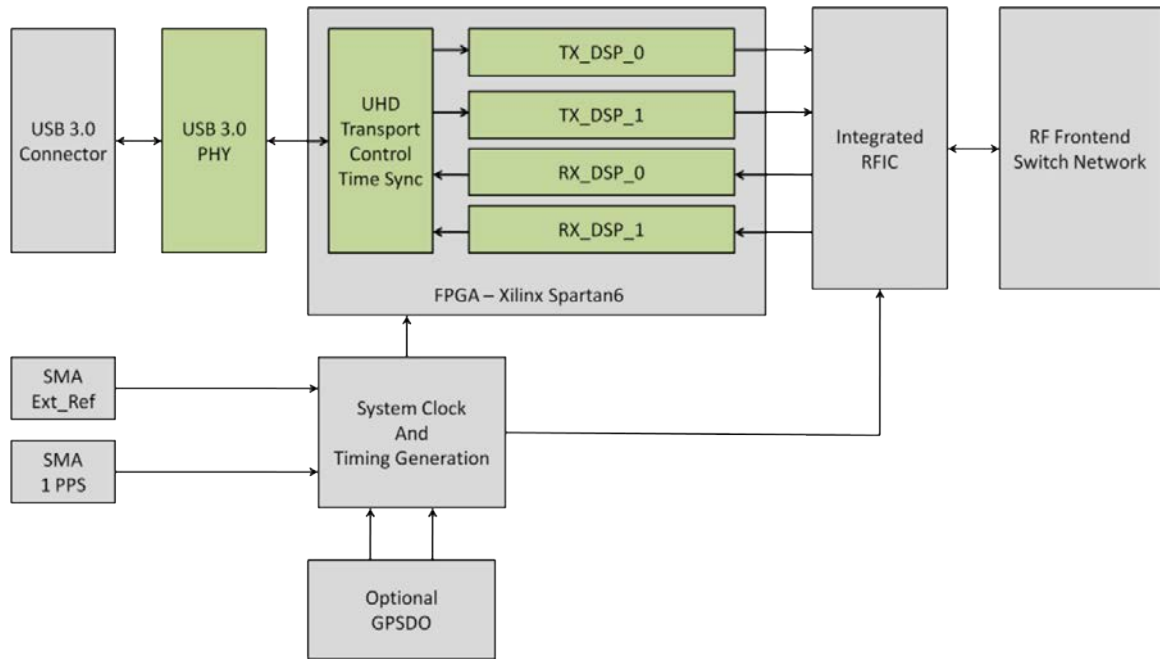 USB 3.0
Connector
USB 3.0
PHY
UHD
Transport
Control
Time Sync
TX_DSP_0
TX_DSP_1
RX_DSP_0
RX_DSP_1
FPGA – Xilinx Spartan6
Integrated
RFIC
RF Frontend
Switch Network
SMA
Ext_Ref
SMA
1 PPS
System Clock
And
Timing Generation
Optional
GPSDO